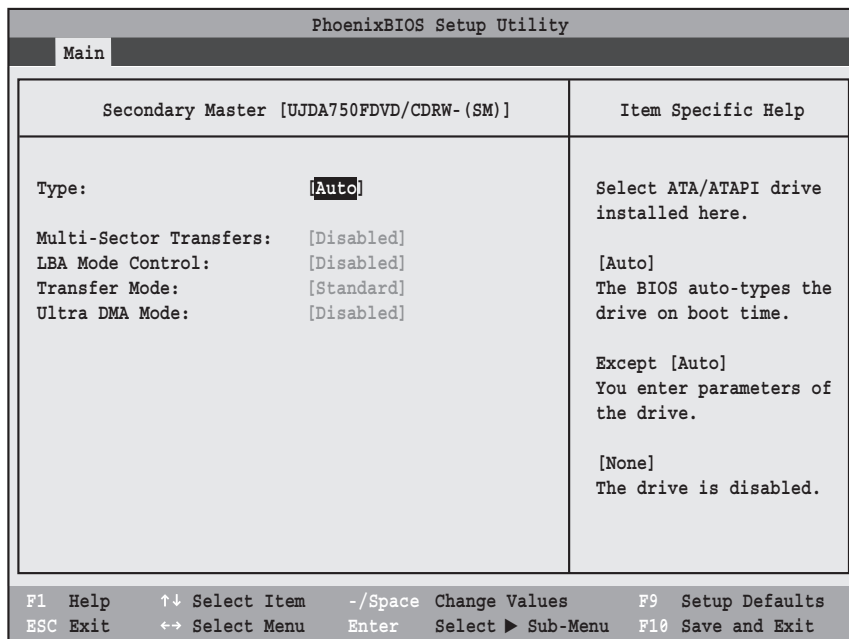 PhoenixBIOS Setup Utility
Main
Secondary Master [UJDA750FDVD/CDRW-(SM)]
Item Specific Help
Type: [Auto]
Multi-Sector Transfers: [Disabled]
LBA Mode Control: [Disabled]
Transfer Mode: [Standard]
Ultra DMA Mode: [Disabled]
Select ATA/ATAPI drive
installed here.
[Auto]
The BIOS auto-types the
drive on boot time.
Except [Auto]
You enter parameters of
the drive.
[None]
The drive is disabled.
F1 Help ↑↓ Select Item -/Space Change Values F9 Setup Defaults
ESC Exit ←→ Select Menu Enter Select ▶ Sub-Menu F10 Save and Exit